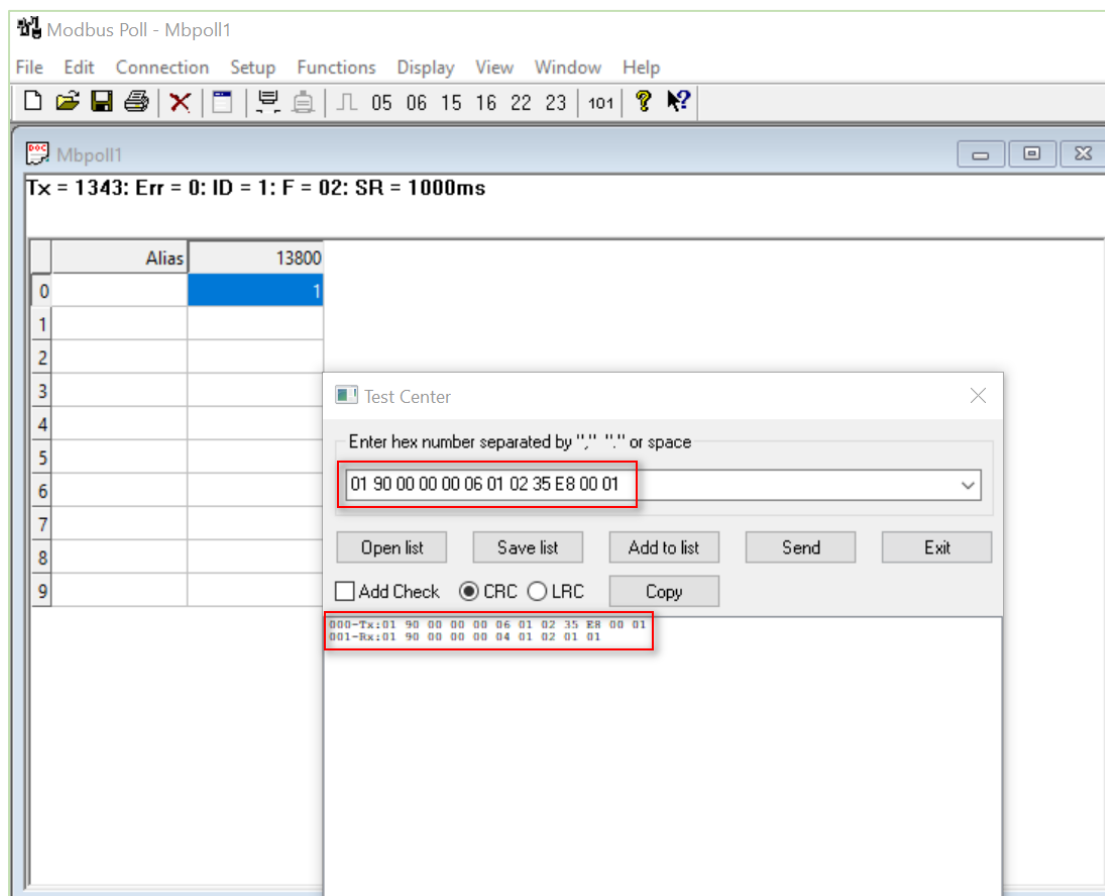 Modbus Poll - Mbpoll1
File Edit Connection Setup Functions Display View Window Help
05 06 15 16 22 23 101
Mbpoll1
Tx = 1343: Err = 0: ID = 1: F = 02: SR = 1000ms
Alias 13800
0 1
1
2
3
4
5
6
7
8
9
Test Center
Enter hex number separated by "," "." or space
01 90 00 00 00 06 01 02 35 E8 00 01
Open list Save list Add to list Send Exit
Add Check CRC LRC Copy
000-Tx:01 90 00 00 00 06 01 02 35 E8 00 01
001-Rx:01 90 00 00 00 04 01 02 01 01